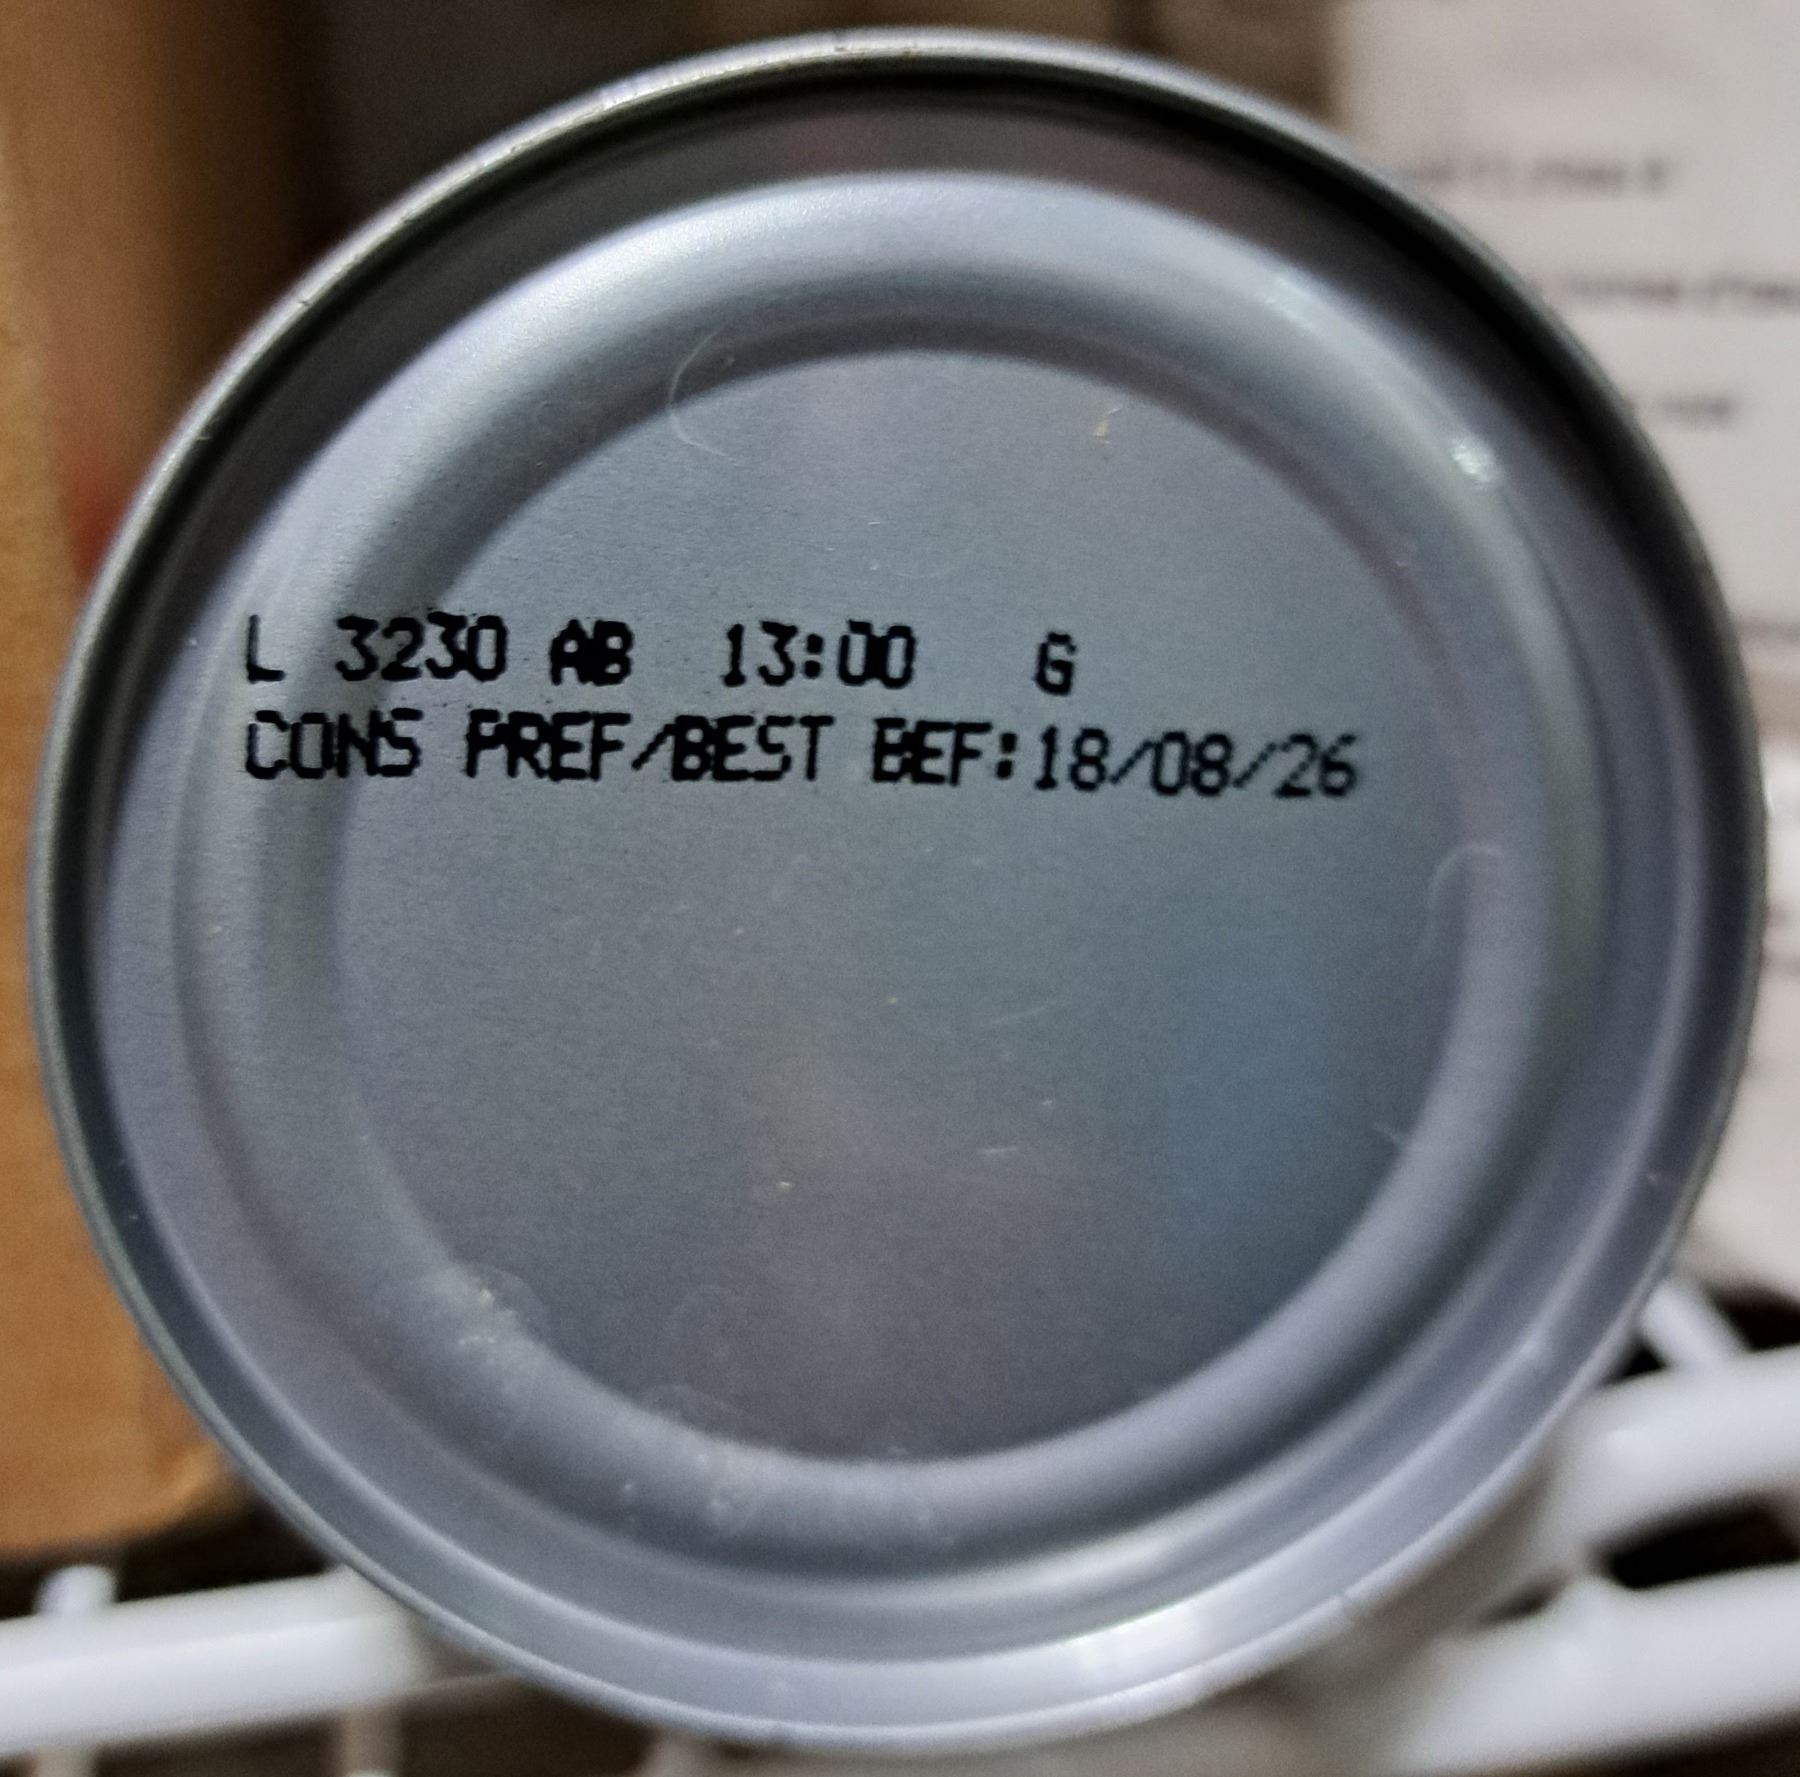 L 3230 AB 13:00 G
CONS PREF/BEST BEF:18/08/26